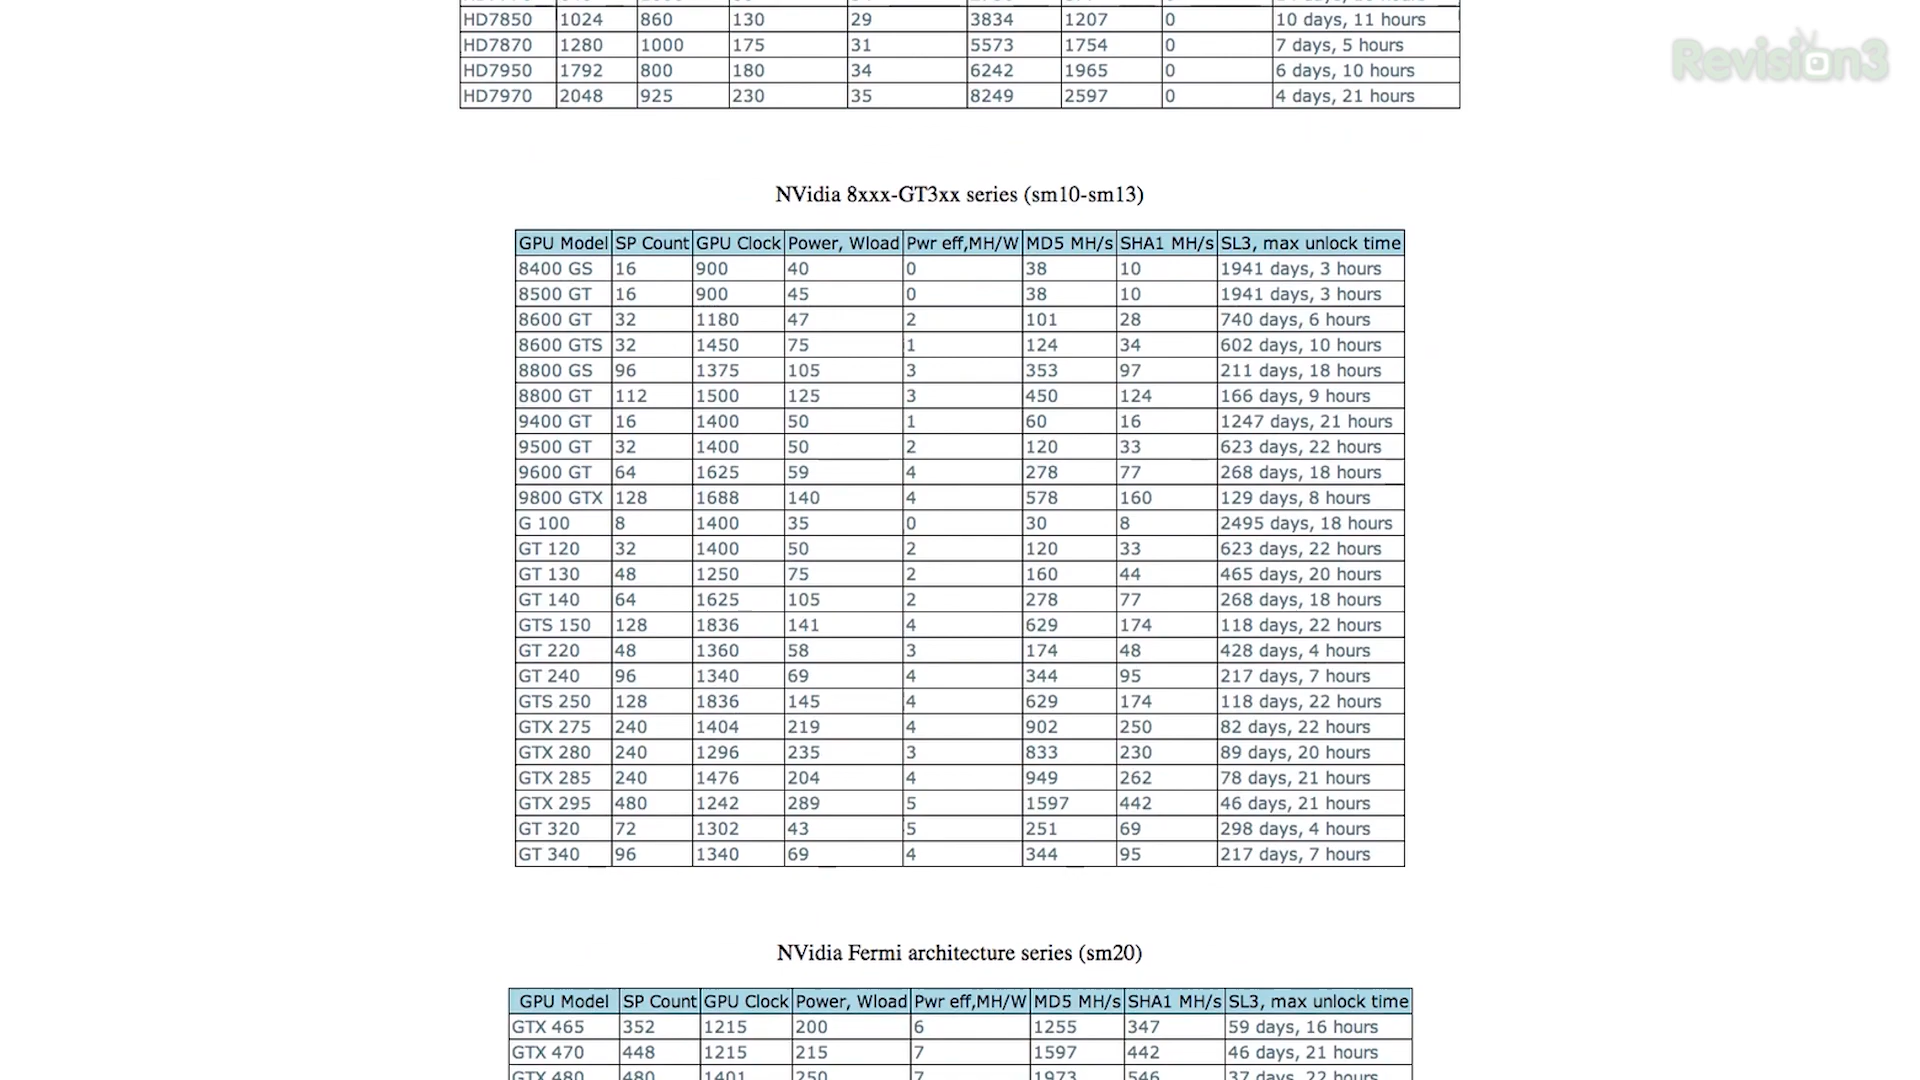 HD7850 1024 860 130 29 3834 1207 0 10 days, 11 hours
HD7870 1280 1000 175 31 5573 1754 0 7 days, 5 hours
HD7950 1792 800 180 34 6242 1965 0 6 days, 10 hours
HD7970 2048 925 230 35 8249 2597 0 4 days, 21 hours
Revision3
NVidia 8xxx-GT3xx series (sm10-sm13)
GPU Model SP Count GPU Clock Power, Wload Pwr eff,MH/W MD5 MH/s SHA1 MH/s SL3, max unlock time
8400 GS 16 900 40 0 38 10 1941 days, 3 hours
8500 GT 16 900 45 0 38 10 1941 days, 3 hours
8600 GT 32 1180 47 2 101 28 740 days, 6 hours
8600 GTS 32 1450 75 1 124 34 602 days, 10 hours
8800 GS 96 1375 105 3 353 97 211 days, 18 hours
8800 GT 112 1500 125 3 450 124 166 days, 9 hours
9400 GT 16 1400 50 1 60 16 1247 days, 21 hours
9500 GT 32 1400 50 2 120 33 623 days, 22 hours
9600 GT 64 1625 59 4 278 77 268 days, 18 hours
9800 GTX 128 1688 140 4 578 160 129 days, 8 hours
G 100 8 1400 35 0 30 8 2495 days, 18 hours
GT 120 32 1400 50 2 120 33 623 days, 22 hours
GT 130 48 1250 75 2 160 44 465 days, 20 hours
GT 140 64 1625 105 2 278 77 268 days, 18 hours
GTS 150 128 1836 141 4 629 174 118 days, 22 hours
GT 220 48 1360 58 3 174 48 428 days, 4 hours
GT 240 96 1340 69 4 344 95 217 days, 7 hours
GTS 250 128 1836 145 4 629 174 118 days, 22 hours
GTX 275 240 1404 219 4 902 250 82 days, 22 hours
GTX 280 240 1296 235 3 833 230 89 days, 20 hours
GTX 285 240 1476 204 4 949 262 78 days, 21 hours
GTX 295 480 1242 289 5 1597 442 46 days, 21 hours
GT 320 72 1302 43 5 251 69 298 days, 4 hours
GT 340 96 1340 69 4 344 95 217 days, 7 hours
NVidia Fermi architecture series (sm20)
GPU Model SP Count GPU Clock Power, Wload Pwr eff,MH/W MD5 MH/s SHA1 MH/s SL3, max unlock time
GTX 465 352 1215 200 6 1255 347 59 days, 16 hours
GTX 470 448 1215 215 7 1597 442 46 days, 21 hours
GTX 480 480 1401 250 7 1973 546 37 days, 22 hours